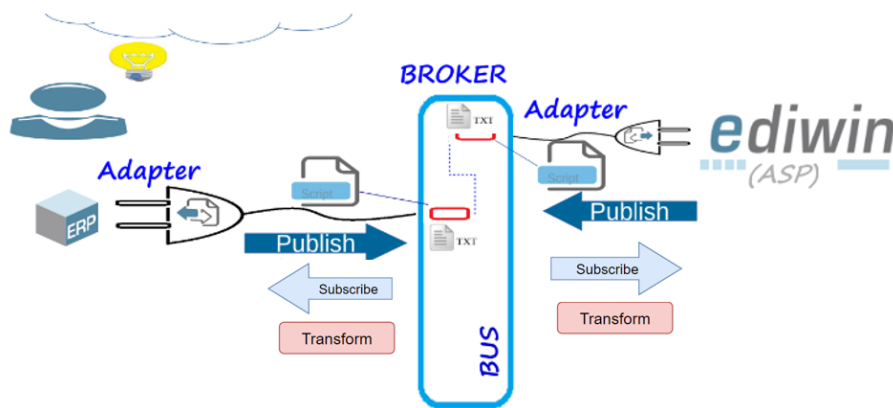 BROKER
TXT
Adapter
ediwin
(ASP)
Adapter
Script
Script
ERP
Publish
Publish
TXT
Subscribe
Subscribe
Transform
Transform
BUS